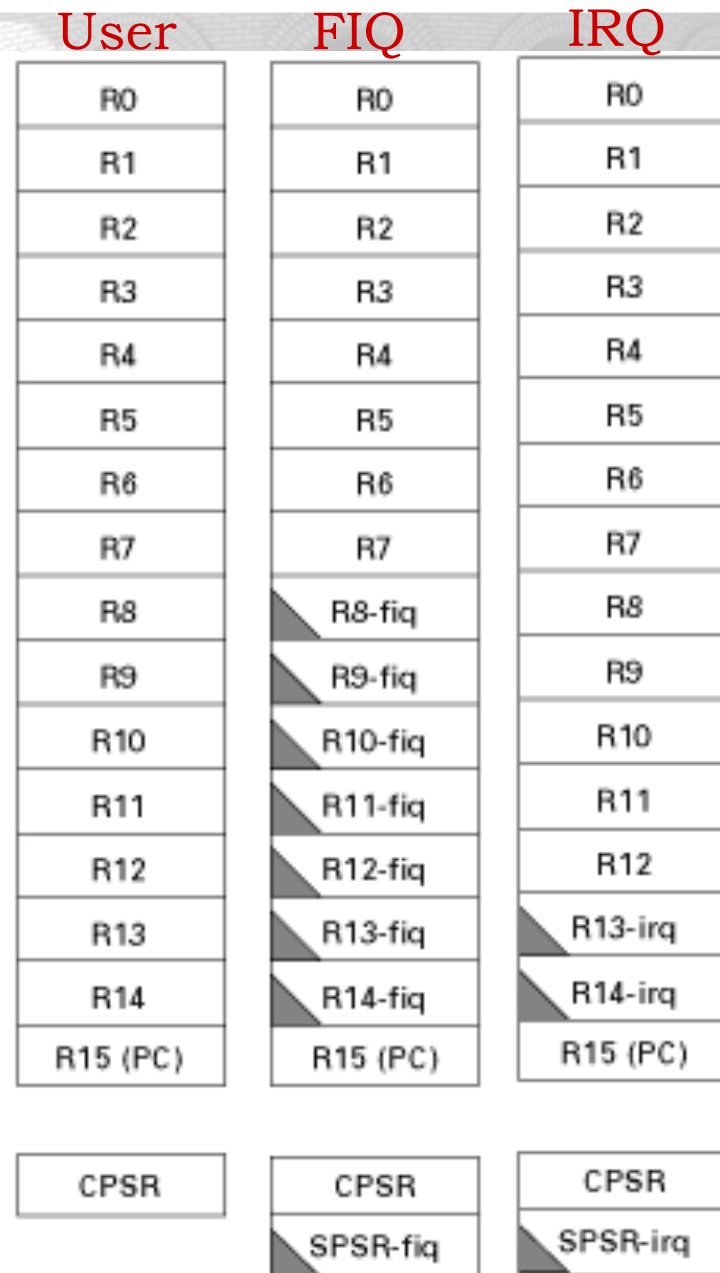 User FIQ IRQ
R0 R0 R0
R1 R1 R1
R2 R2 R2
R3 R3 R3
R4 R4 R4
R5 R5 R5
R6 R6 R6
R7 R7 R7
R8 R8-fiq R8
R9 R9-fiq R9
R10 R10-fiq R10
R11 R11-fiq R11
R12 R12-fiq R12
R13 R13-fiq R13-irq
R14 R14-fiq R14-irq
R15 (PC) R15 (PC) R15 (PC)
CPSR CPSR CPSR
SPSR-fiq SPSR-irq